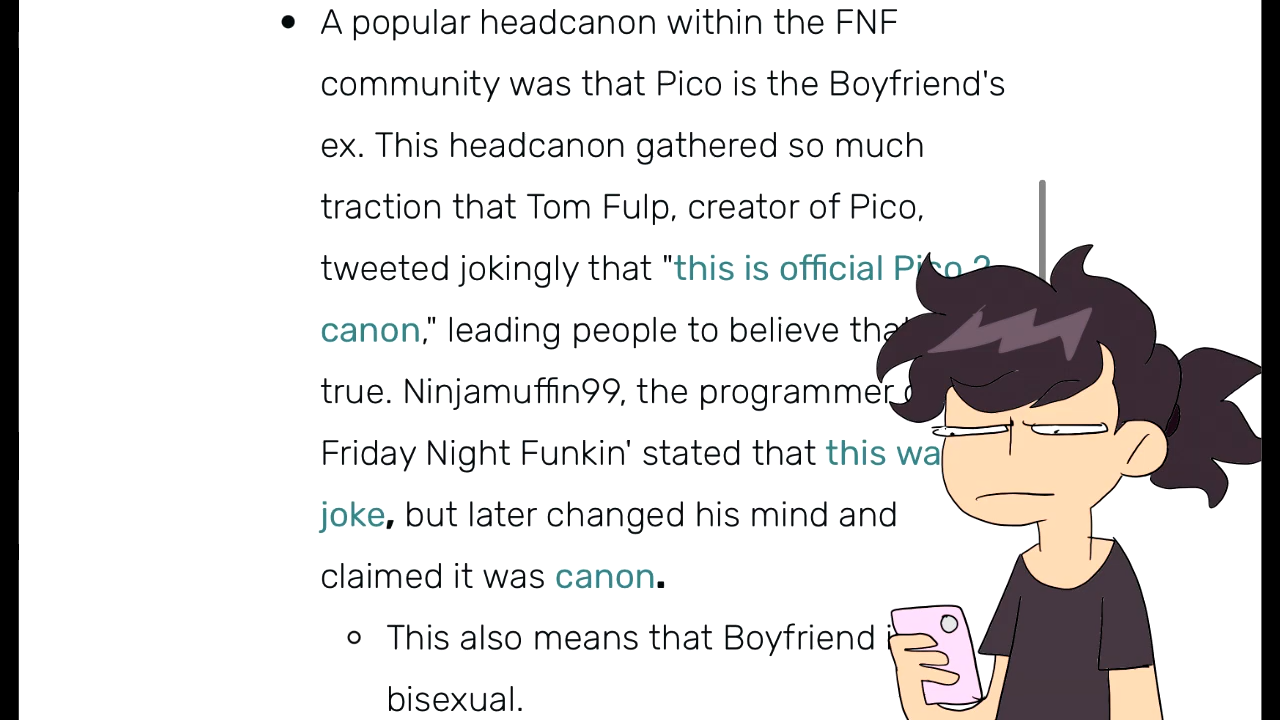 A popular headcanon within the FNF
community was that Pico is the Boyfriend's
ex. This headcanon gathered so much
traction that Tom Fulp, creator of Pico,
tweeted jokingly that "this is official Pico 2
canon," leading people to believe that
true. Ninjamuffin99, the programmer
Friday Night Funkin' stated that this
joke, but later changed his mind and
claimed it was canon.
This also means that Boyfriend
bisexual.